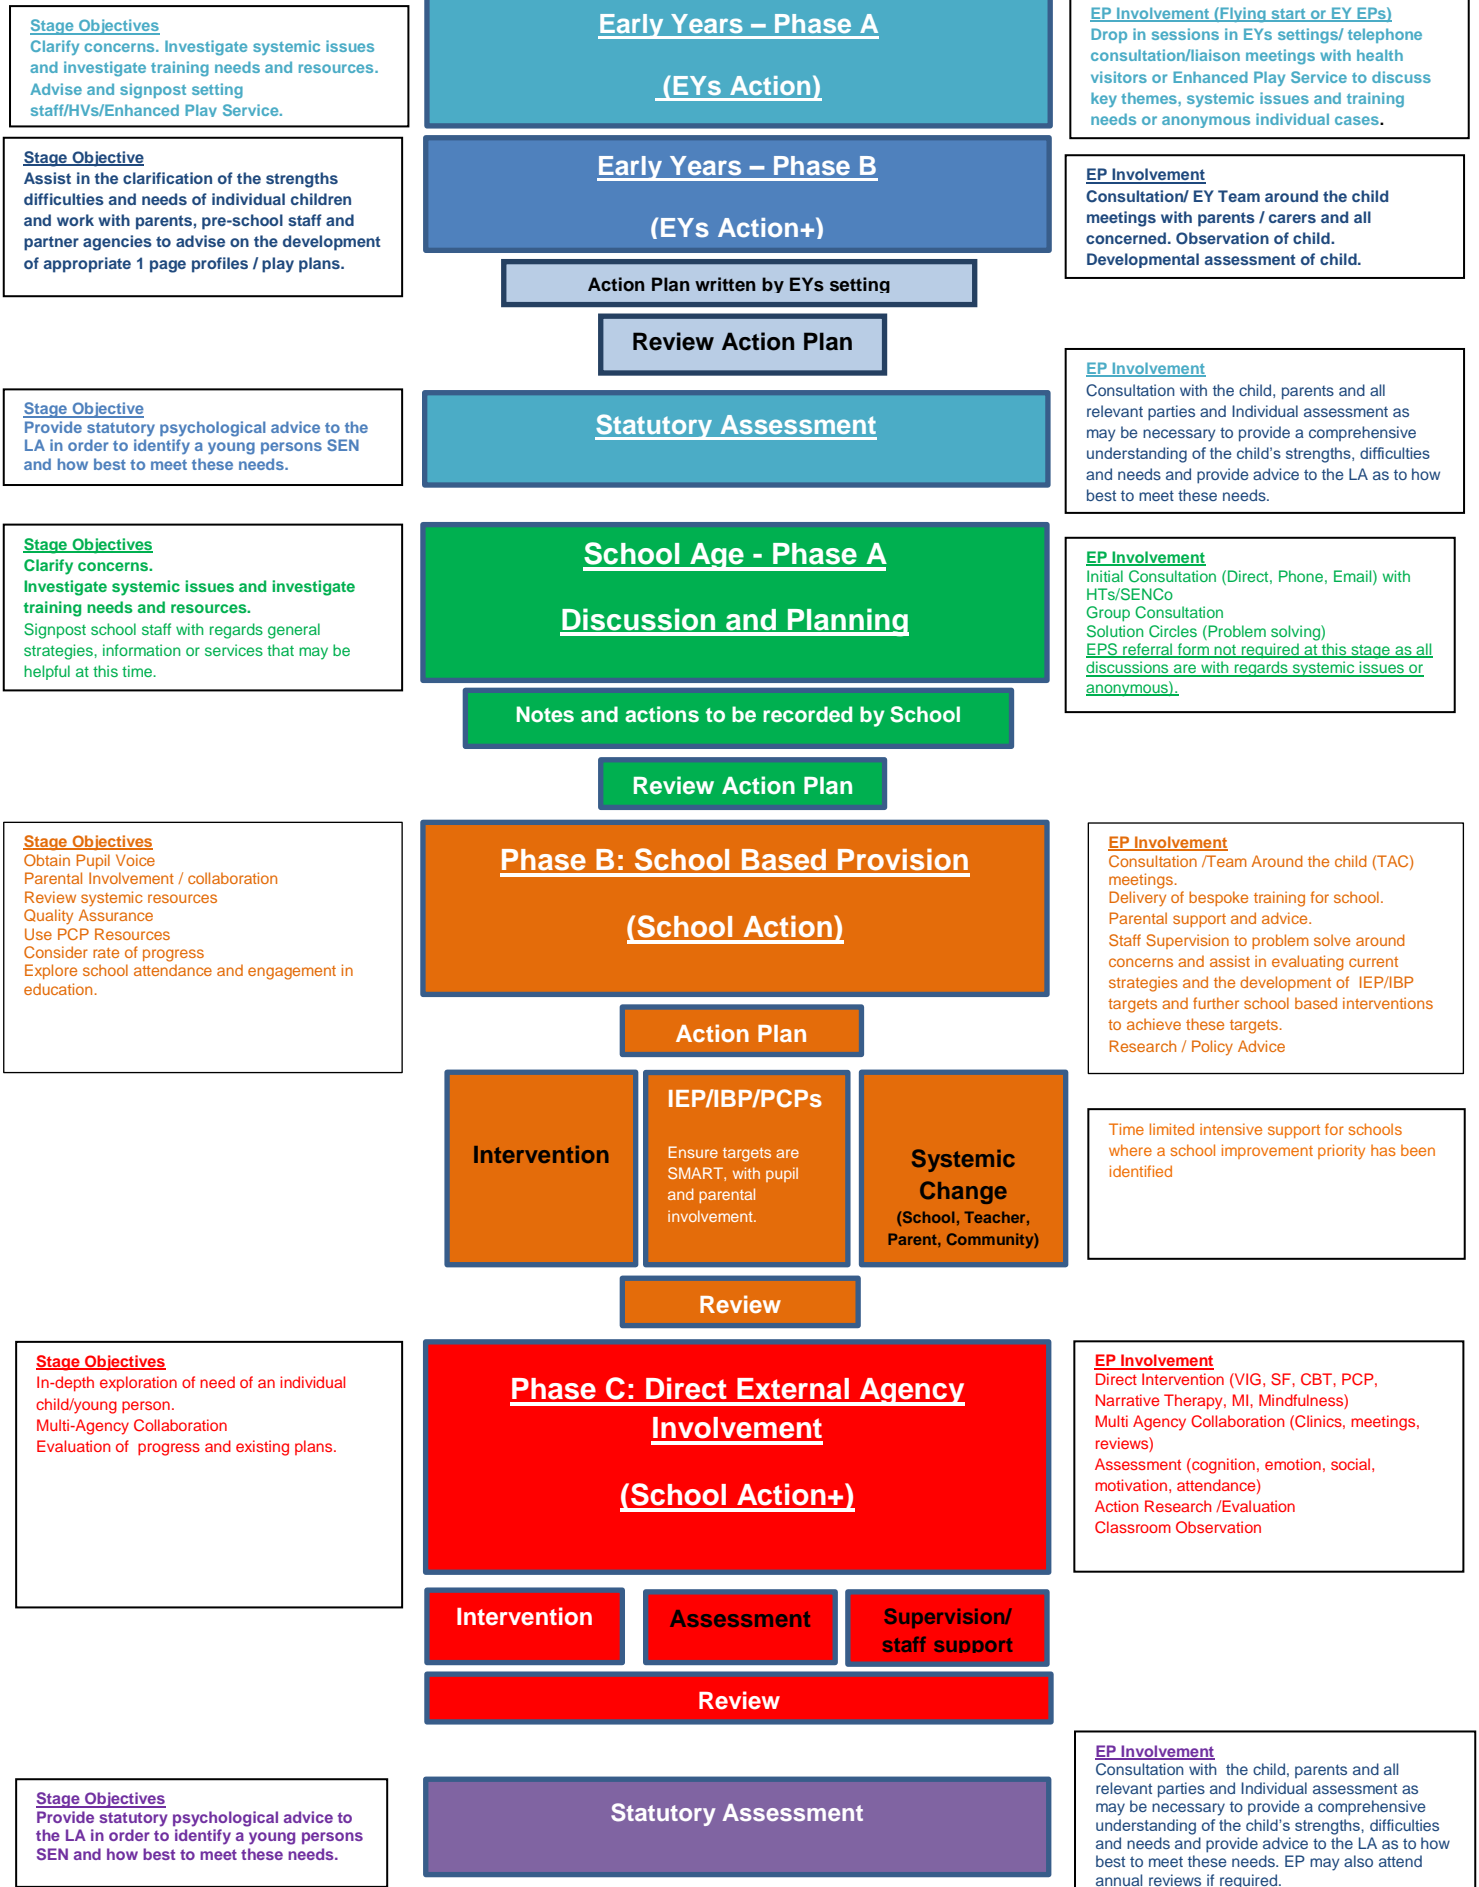 Stage Objectives
Clarify concerns. Investigate systemic issues
and investigate training needs and resources.
Advise and signpost setting
staff/HVs/Enhanced Play Service.
Early Years – Phase A
(EYs Action)
EP Involvement (Flying start or EY EPs)
Drop in sessions in EYs settings/ telephone
consultation/liaison meetings with health
visitors or Enhanced Play Service to discuss
key themes, systemic issues and training
needs or anonymous individual cases.
Stage Objective
Assist in the clarification of the strengths
difficulties and needs of individual children
and work with parents, pre-school staff and
partner agencies to advise on the development
of appropriate 1 page profiles / play plans.
Early Years – Phase B
(EYs Action+)
EP Involvement
Consultation/ EY Team around the child
meetings with parents / carers and all
concerned. Observation of child.
Developmental assessment of child.
Action Plan written by EYs setting
Review Action Plan
Stage Objective
Provide statutory psychological advice to the
LA in order to identify a young persons SEN
and how best to meet these needs.
Statutory Assessment
EP Involvement
Consultation with the child, parents and all
relevant parties and Individual assessment as
may be necessary to provide a comprehensive
understanding of the child's strengths, difficulties
and needs and provide advice to the LA as to how
best to meet these needs.
Stage Objectives
Clarify concerns.
Investigate systemic issues and investigate
training needs and resources.
Signpost school staff with regards general
strategies, information or services that may be
helpful at this time.
School Age - Phase A
Discussion and Planning
EP Involvement
Initial Consultation (Direct, Phone, Email) with
HTs/SENCo
Group Consultation
Solution Circles (Problem solving)
EPS referral form not required at this stage as all
discussions are with regards systemic issues or
anonymous).
Notes and actions to be recorded by School
Review Action Plan
Stage Objectives
Obtain Pupil Voice
Parental Involvement / collaboration
Review systemic resources
Quality Assurance
Use PCP Resources
Consider rate of progress
Explore school attendance and engagement in
education.
Phase B: School Based Provision
(School Action)
EP Involvement
Consultation /Team Around the child (TAC)
meetings.
Delivery of bespoke training for school.
Parental support and advice.
Staff Supervision to problem solve around
concerns and assist in evaluating current
strategies and the development of  IEP/IBP
targets and further school based interventions
to achieve these targets.
Research / Policy Advice
Action Plan
Intervention
IEP/IBP/PCPs
Ensure targets are
SMART, with pupil
and parental
involvement.
Systemic
Change
(School, Teacher,
Parent, Community)
Time limited intensive support for schools
where a school improvement priority has been
identified
Review
Stage Objectives
In-depth exploration of need of an individual
child/young person.
Multi-Agency Collaboration
Evaluation of  progress and existing plans.
Phase C: Direct External Agency
Involvement
(School Action+)
EP Involvement
Direct Intervention (VIG, SF, CBT, PCP,
Narrative Therapy, MI, Mindfulness)
Multi Agency Collaboration (Clinics, meetings,
reviews)
Assessment (cognition, emotion, social,
motivation, attendance)
Action Research /Evaluation
Classroom Observation
Intervention
Assessment
Supervision/
staff support
Review
Stage Objectives
Provide statutory psychological advice to
the LA in order to identify a young persons
SEN and how best to meet these needs.
Statutory Assessment
EP Involvement
Consultation with  the child, parents and all
relevant parties and Individual assessment as
may be necessary to provide a comprehensive
understanding of the child's strengths, difficulties
and needs and provide advice to the LA as to how
best to meet these needs. EP may also attend
annual reviews if required.